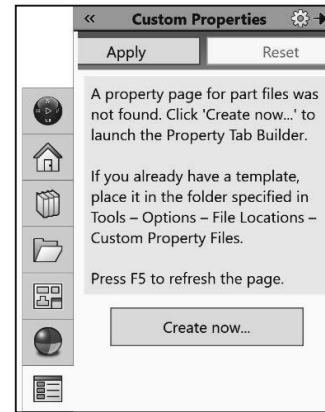 « Custom Properties
Apply Reset
A property page for part files was
not found. Click 'Create now...' to
launch the Property Tab Builder.
If you already have a template,
place it in the folder specified in
Tools – Options – File Locations –
Custom Property Files.
Press F5 to refresh the page.
Create now...